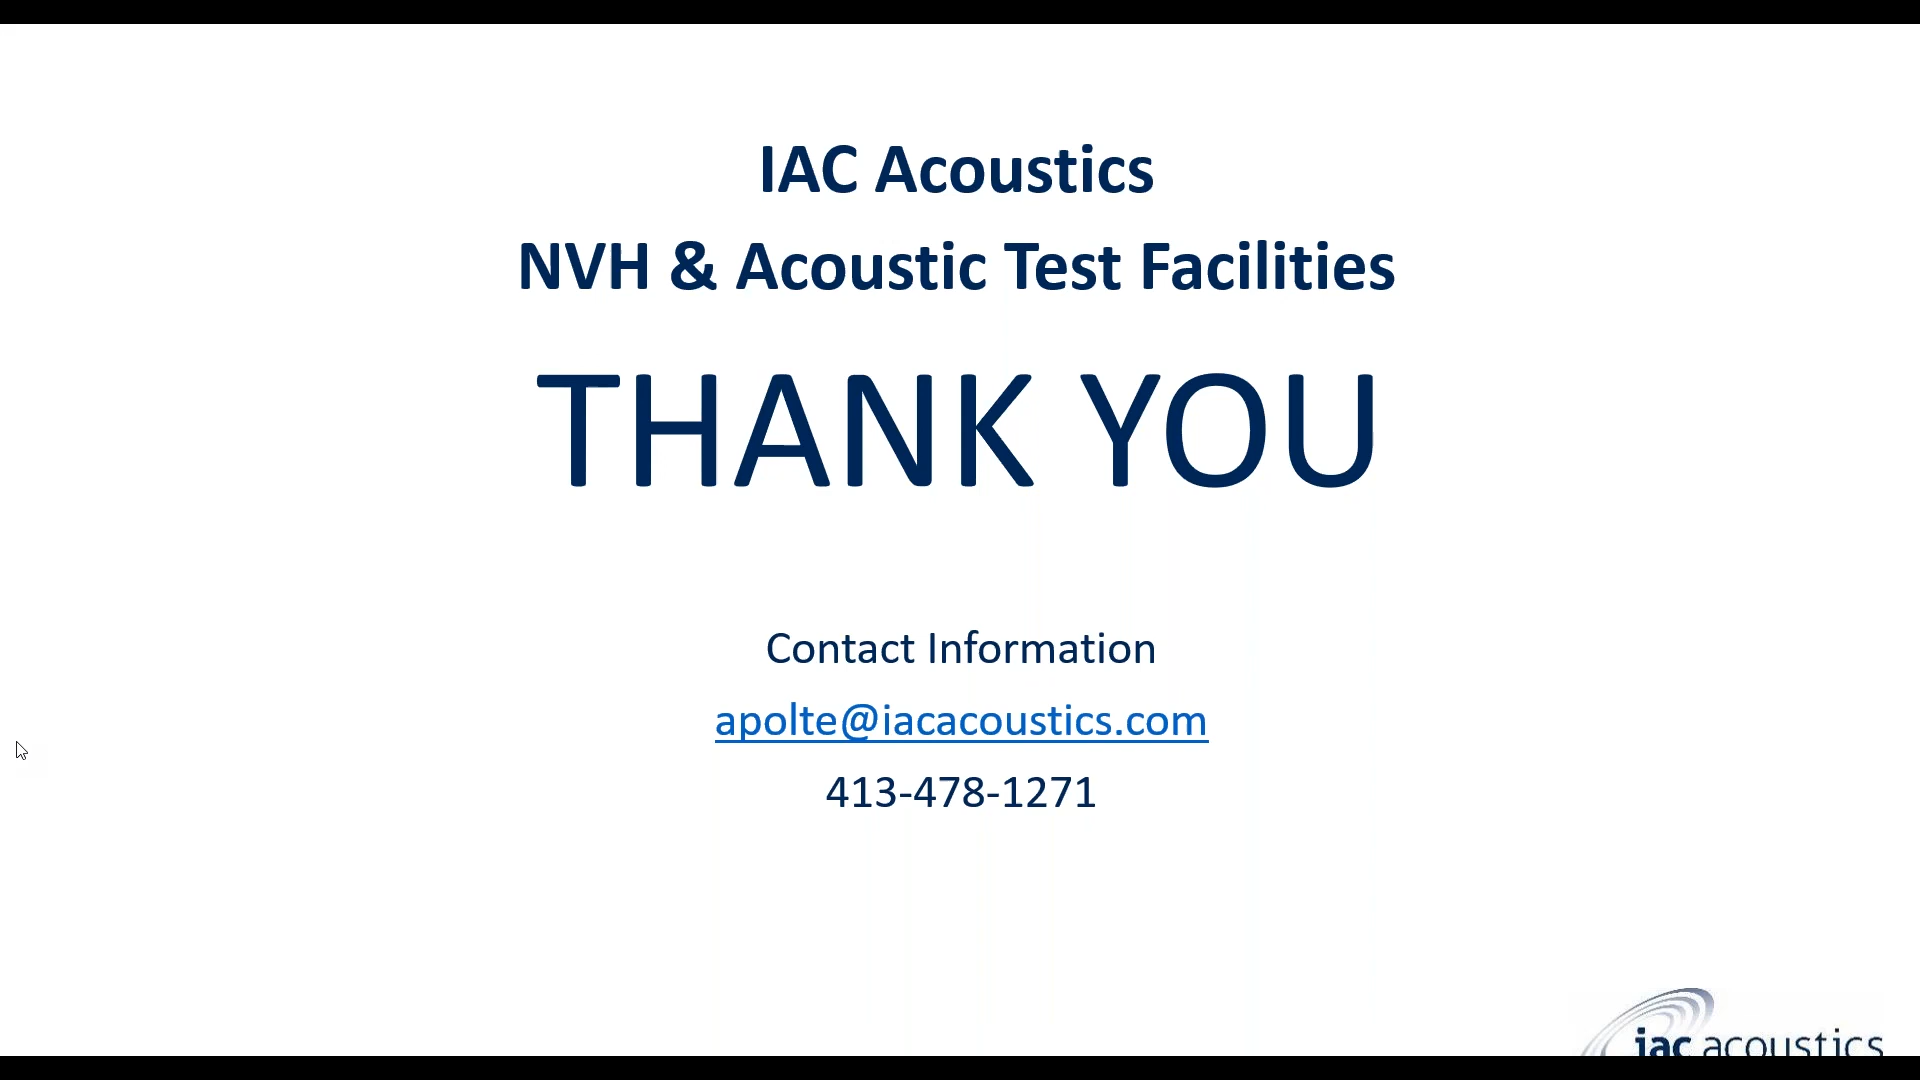 IAC Acoustics
NVH & Acoustic Test Facilities
THANK YOU
Contact Information
apolte@iacacoustics.com
413-478-1271
iac acoustics